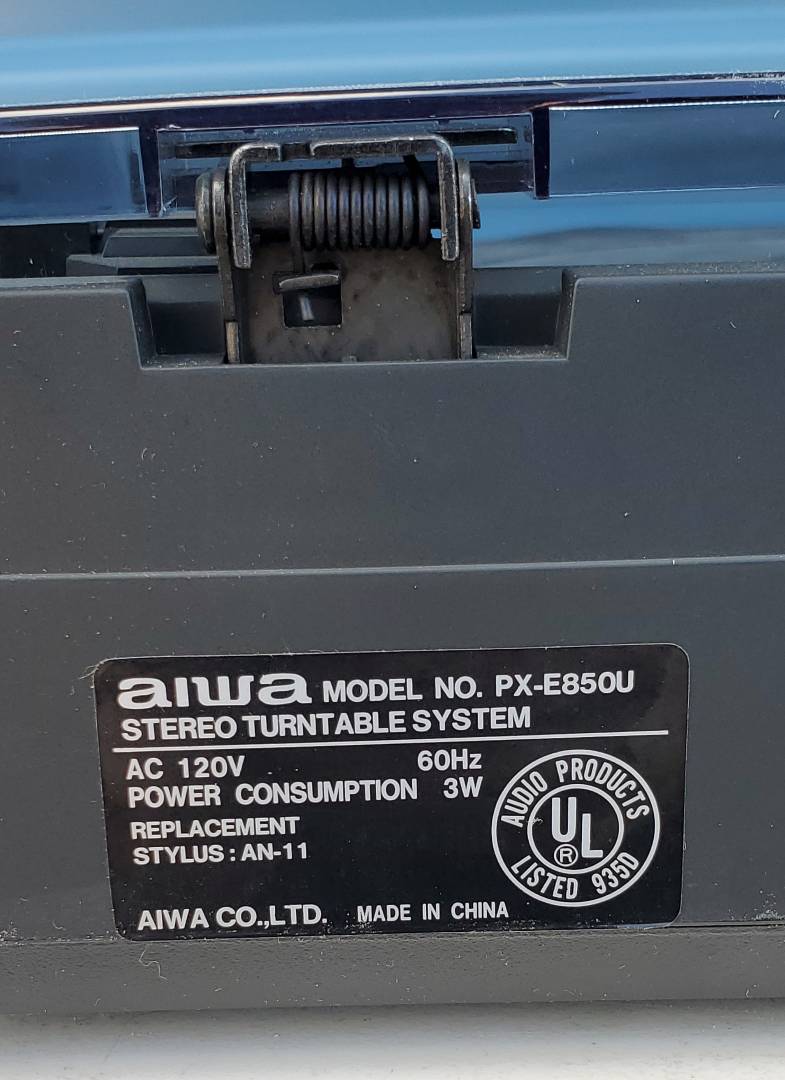 aiwa MODEL NO. PX-E850U
STEREO TURNTABLE SYSTEM
AC 120V 60Hz
POWER CONSUMPTION 3W
REPLACEMENT
STYLUS : AN-11
AUDIO PRODUCTS
UL ®
LISTED 935D
AIWA CO.,LTD. MADE IN CHINA